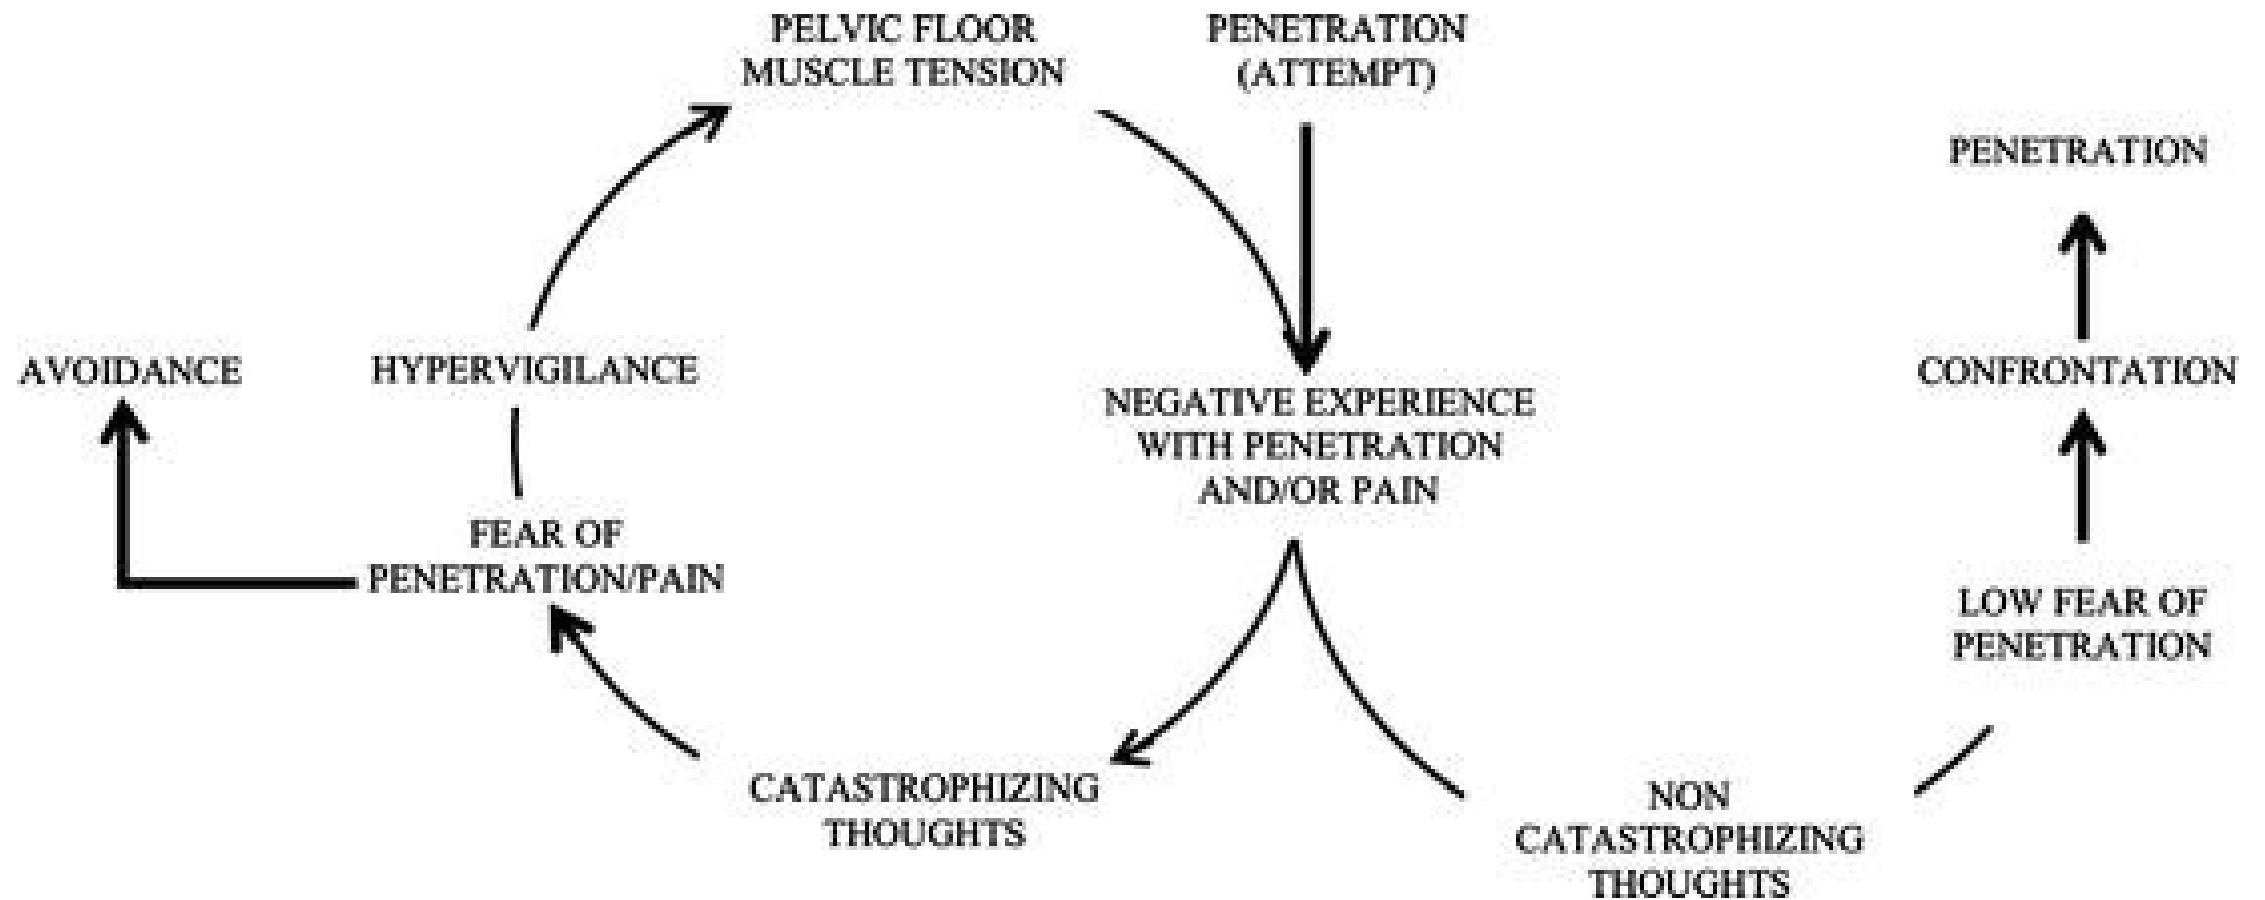 PELVIC FLOOR
MUSCLE TENSION
PENETRATION
(ATTEMPT)
PENETRATION
AVOIDANCE
HYPERVIGILANCE
CONFRONTATION
NEGATIVE EXPERIENCE
WITH PENETRATION
AND/OR PAIN
FEAR OF
PENETRATION/PAIN
LOW FEAR OF
PENETRATION
CATASTROPHIZING
THOUGHTS
NON
CATASTROPHIZING
THOUGHTS